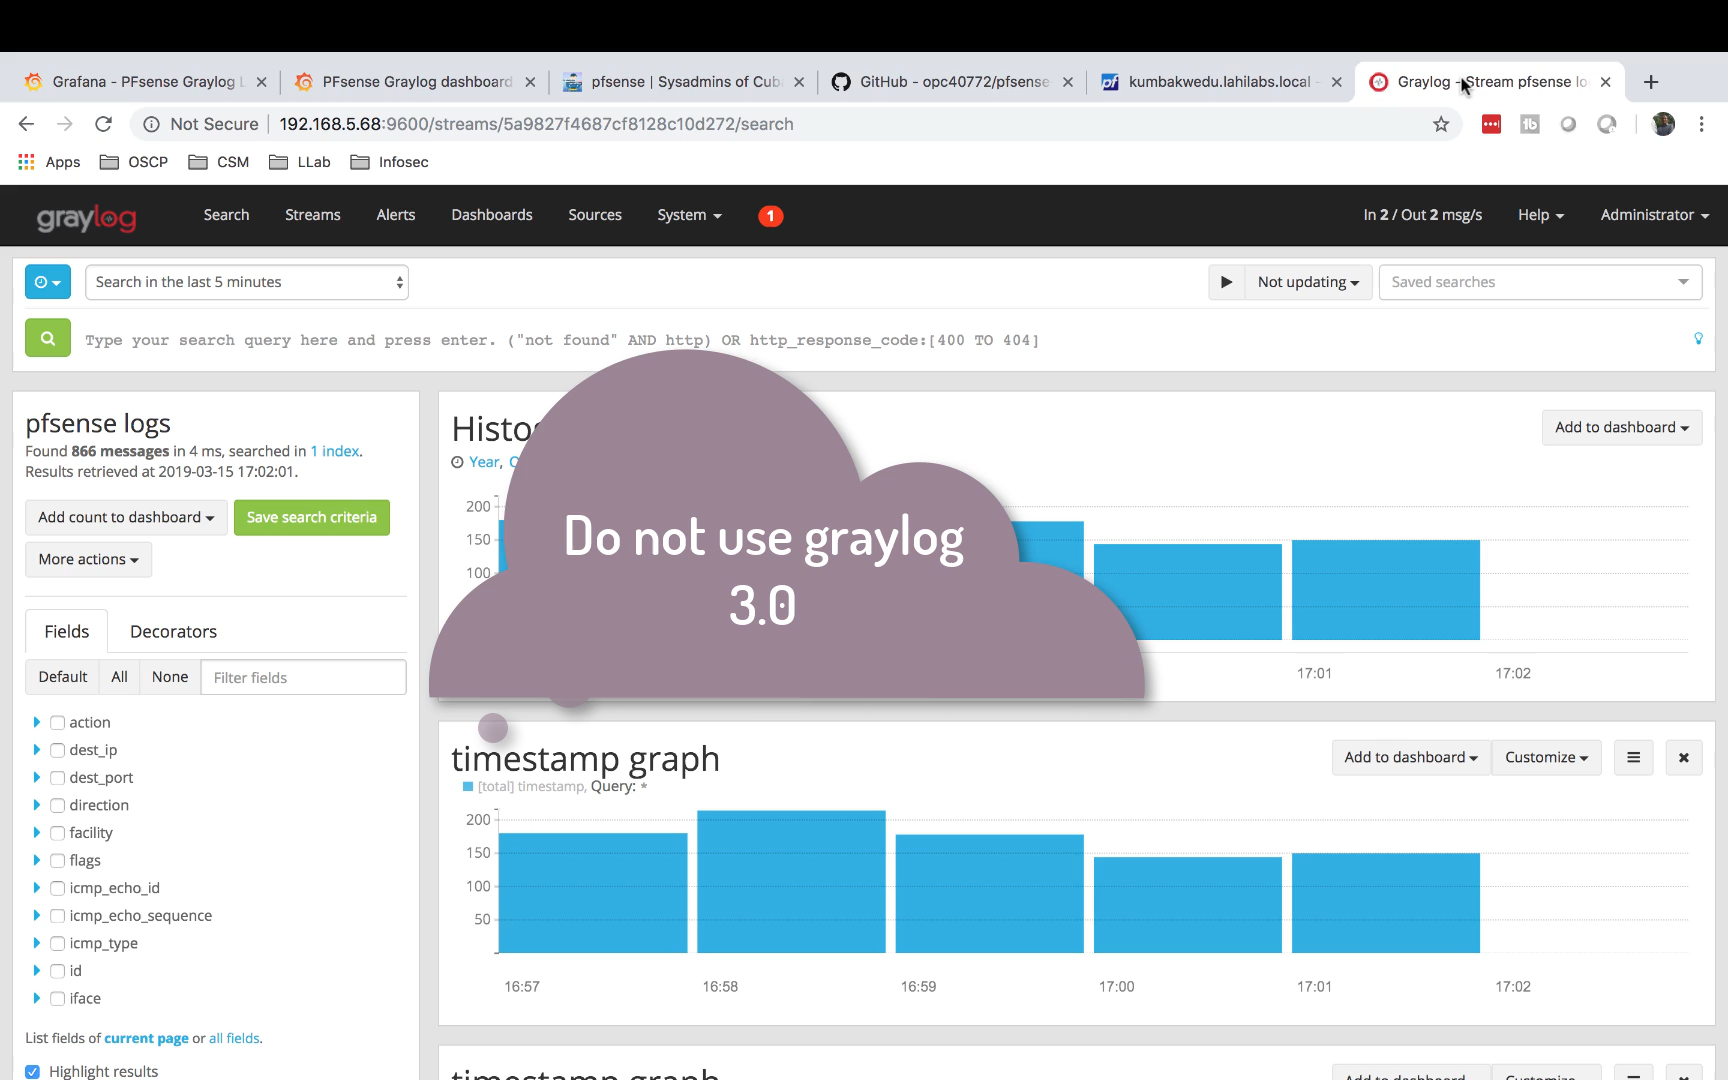 Grafana - PFsense Graylog
PFSense Graylog dashboard
pfsense | Sysadmins of Cub
GitHub - opc40772/pfsense
kumbakwedu.lahilabs.local -
Graylog - Stream pfsense lo
Not Secure | 192.168.5.68:9600/streams/5a9827f4687cf8128c10d272/search
Apps OSCP CSM LLab Infosec
graylog Search Streams Alerts Dashboards Sources System 1 In 2 / Out 2 msg/s Help Administrator
Search in the last 5 minutes Not updating Saved searches
Type your search query here and press enter. ("not found" AND http) OR http_response_code:[400 TO 404]
pfsense logs
Found 866 messages in 4 ms, searched in 1 index.
Results retrieved at 2019-03-15 17:02:01.
Add count to dashboard Save search criteria
More actions
Fields Decorators
Default All None Filter fields
action
dest_ip
dest_port
direction
facility
flags
icmp_echo_id
icmp_echo_sequence
icmp_type
id
iface
List fields of current page or all fields.
Highlight results
Add to dashboard
Year,
200
150
100
17:01 17:02
Do not use graylog
3.0
timestamp graph
Add to dashboard Customize
[total] timestamp, Query: *
200
150
100
50
16:57 16:58 16:59 17:00 17:01 17:02
timestamp graph
Add to dashboard Customize